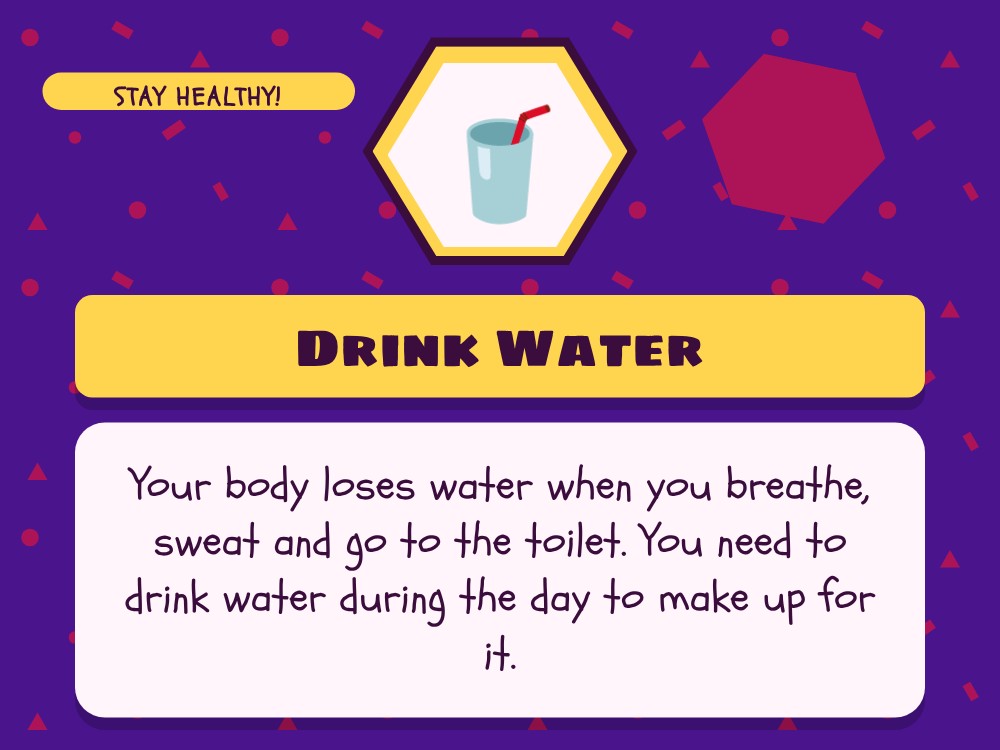 STAY HEALTHY!
Drink Water
Your body loses water when you breathe,
sweat and go to the toilet. You need to
drink water during the day to make up for
it.